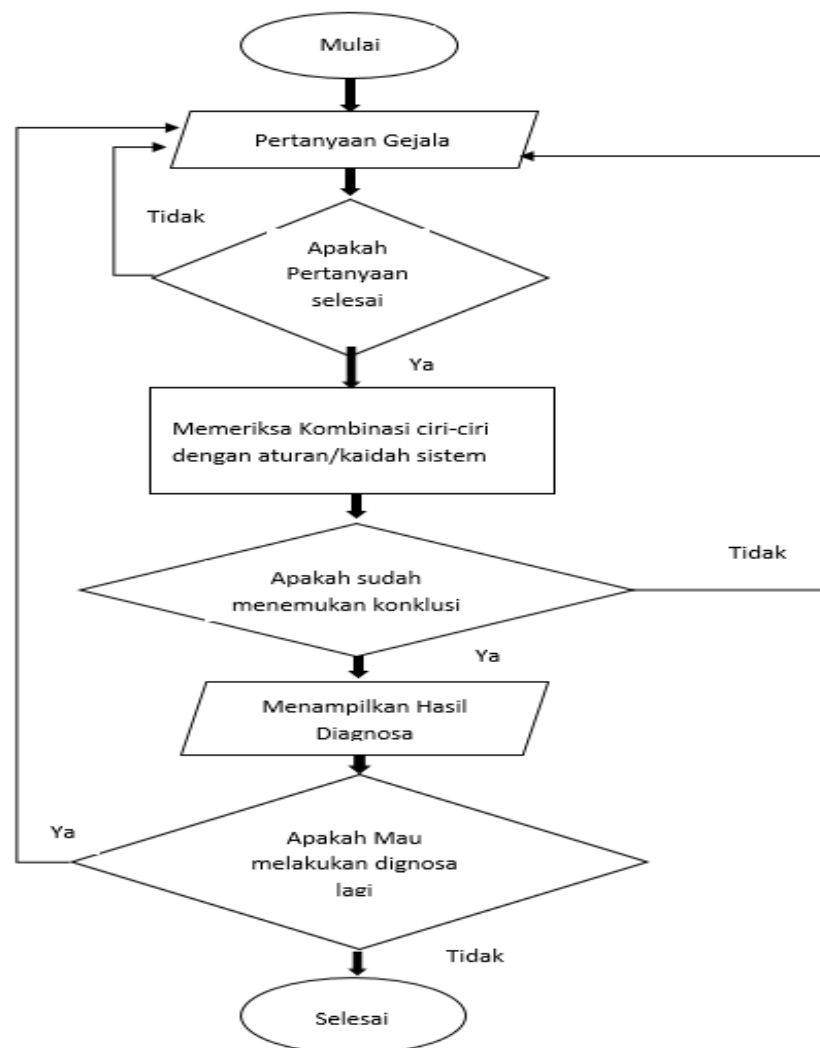 Mulai
Pertanyaan Gejala
Tidak
Apakah
Pertanyaan
selesai
Ya
Memeriksa Kombinasi ciri-ciri
dengan aturan/kaidah sistem
Tidak
Apakah sudah
menemukan konklusi
Ya
Menampilkan Hasil
Diagnosa
Ya
Apakah Mau
melakukan dignosa
lagi
Tidak
Selesai